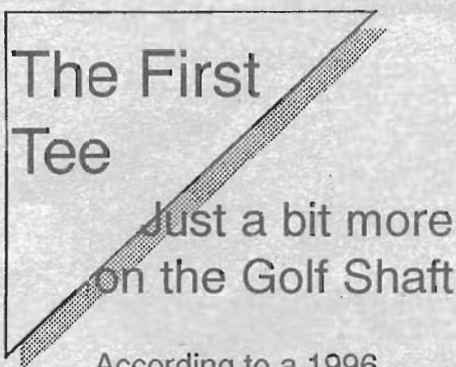 The First
Tee
Just a bit more
on the Golf Shaft
According to a 1996